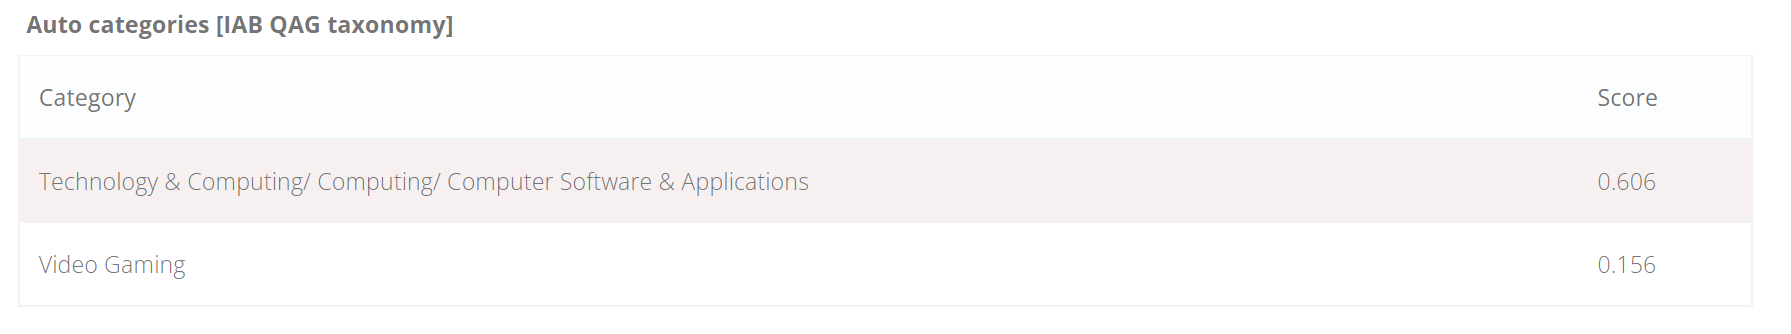 Auto categories [IAB QAG taxonomy]
Category Score
Technology & Computing/ Computing/ Computer Software & Applications 0.606
Video Gaming 0.156